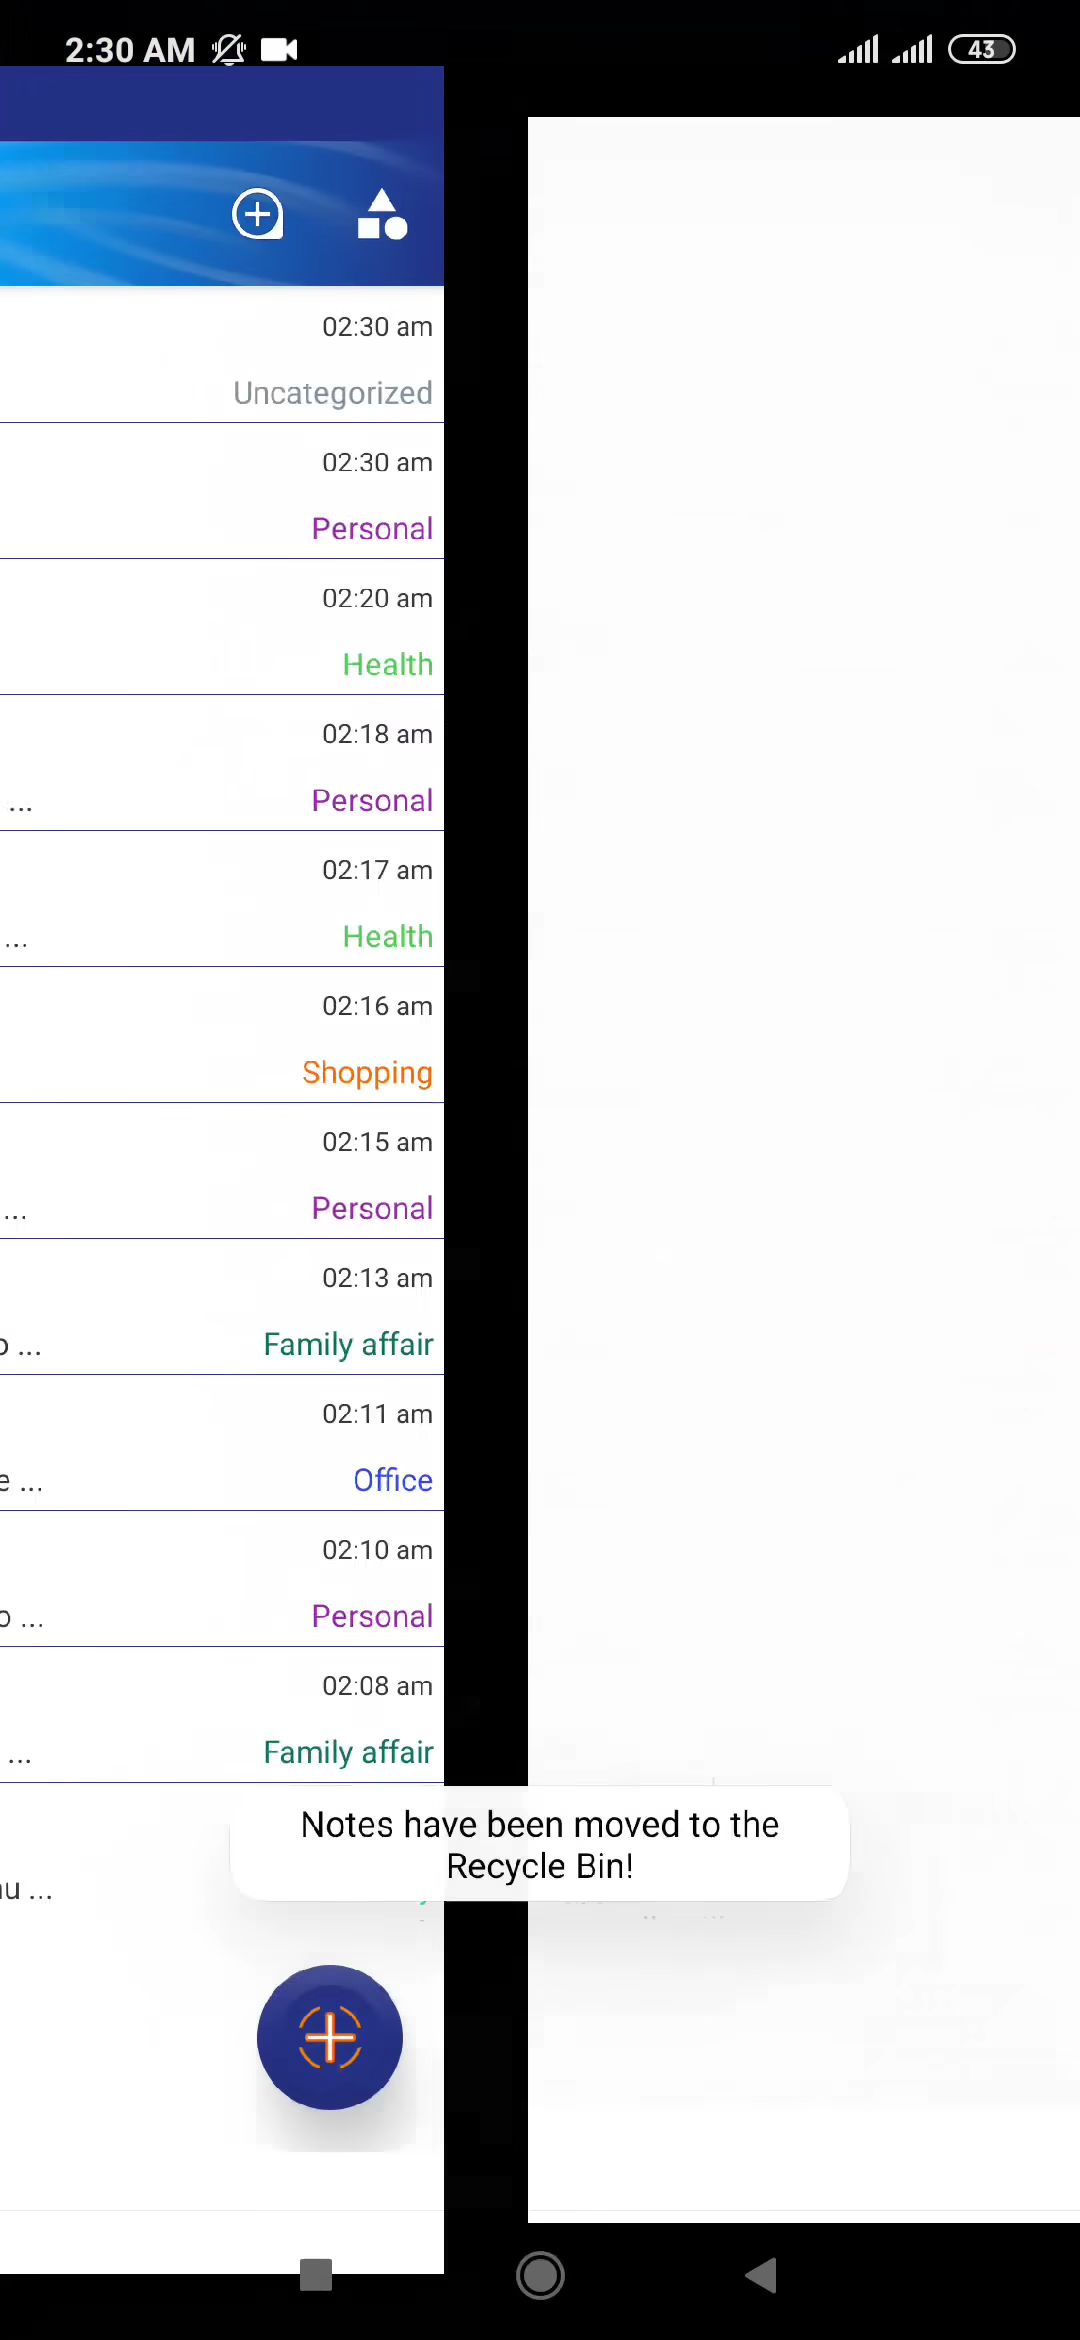 2:30 AM 43
02:30 am
Uncategorized
02:30 am
Personal
02:20 am
Health
02:18 am
... Personal
02:17 am
... Health
02:16 am
Shopping
02:15 am
... Personal
02:13 am
... Family affair
02:11 am
e ... Office
02:10 am
o ... Personal
02:08 am
... Family affair
Notes have been moved to the
Recycle Bin!
u ...